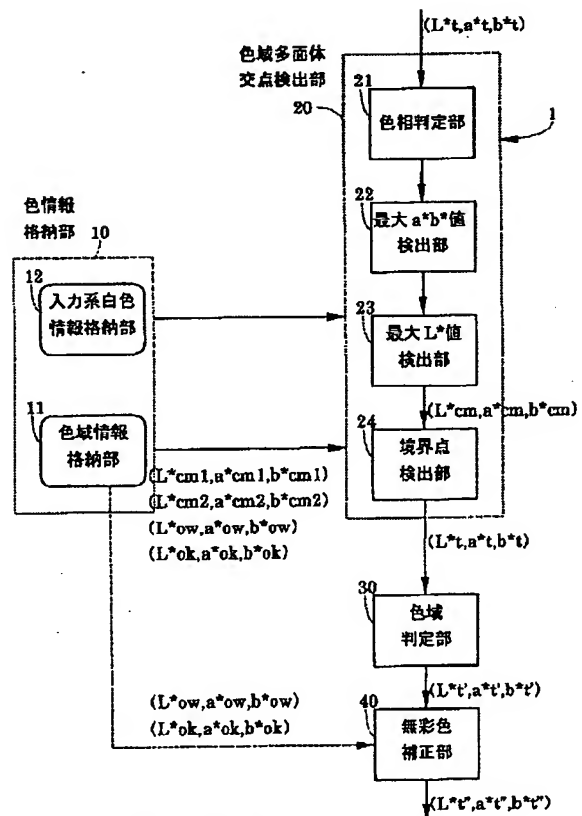 (L*t,a*t,b*t)
色域多面体
交点検出部
20
1
21
色相判定部
22
最大a*b*値
検出部
色情報
格納部
10
12
入力系白色
情報格納部
23
最大L*値
検出部
(L*cm,a*cm,b*cm)
11
色域情報
格納部
24
境界点
検出部
(L*cm1,a*cm1,b*cm1)
(L*cm2,a*cm2,b*cm2)
(L*ow,a*ow,b*ow)
(L*ok,a*ok,b*ok)
(L*t,a*t,b*t)
30
色域
判定部
(L*t',a*t',b*t')
(L*ow,a*ow,b*ow)
(L*ok,a*ok,b*ok)
40
無彩色
補正部
(L*t",a*t",b*t")